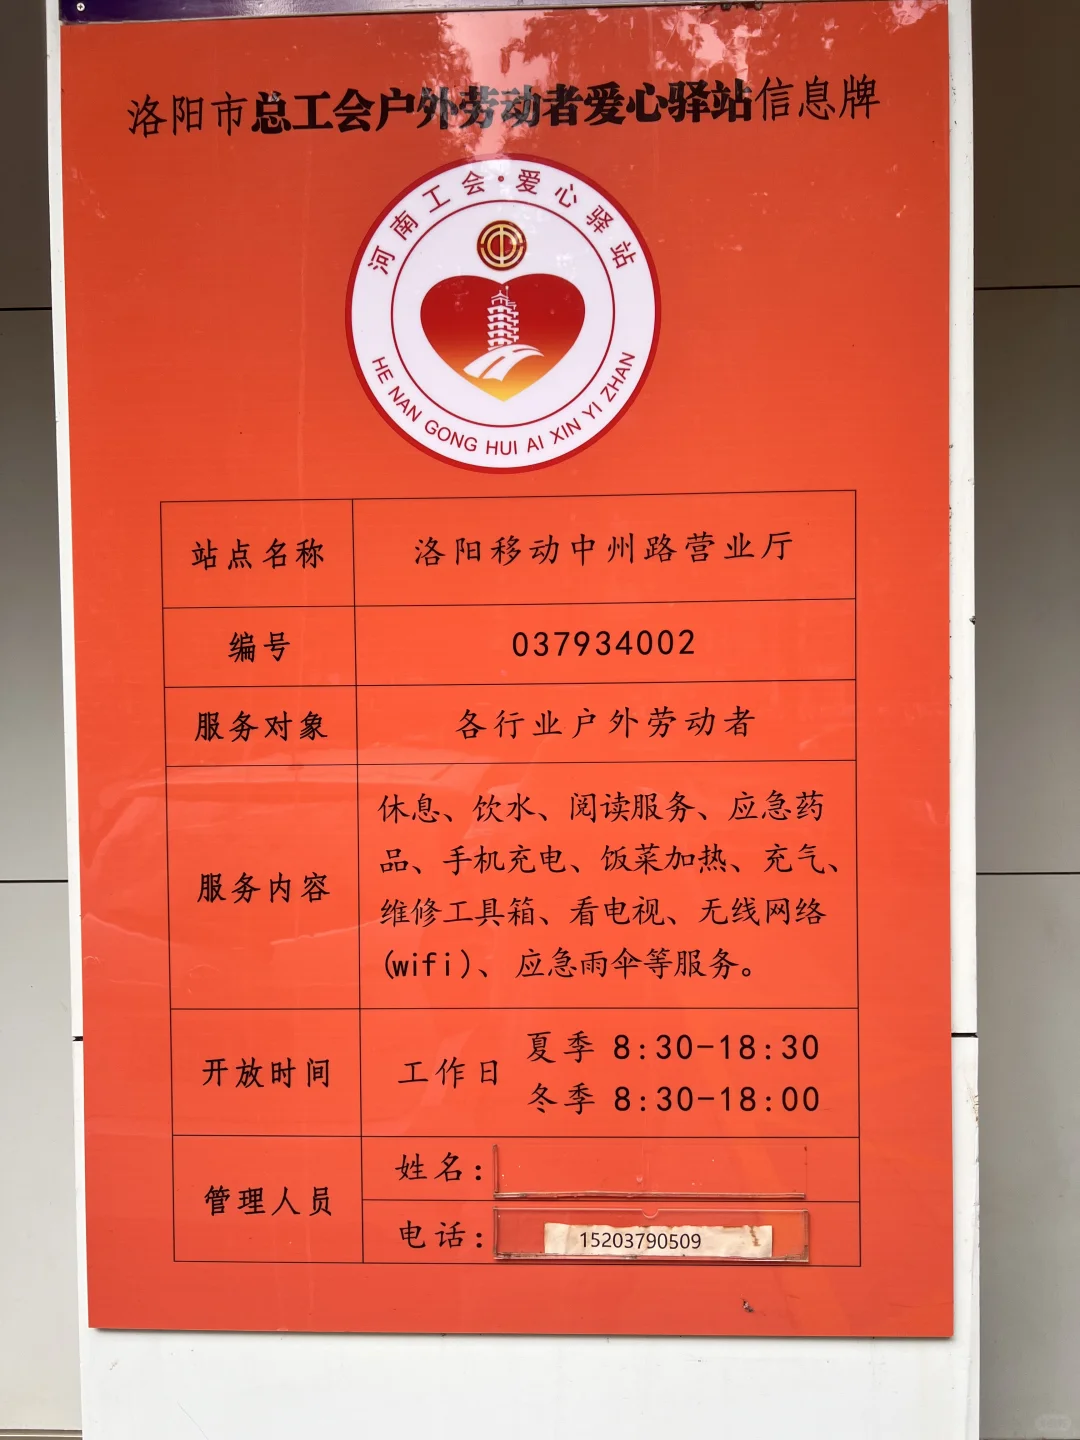 洛阳市总工会户外劳动者爱心驿站信息牌
河南工会·爱心驿站
HE NAN GONG HUI AI XIN YI ZHAN
站点名称 洛阳移动中州路营业厅
编号 037934002
服务对象 各行业户外劳动者
服务内容
休息、饮水、阅读服务、应急药
品、手机充电、饭菜加热、充气、
维修工具箱、看电视、无线网络
(wifi)、应急雨伞等服务。
开放时间 工作日
夏季 8:30-18:30
冬季 8:30-18:00
管理人员
姓名:
电话: 15203790509